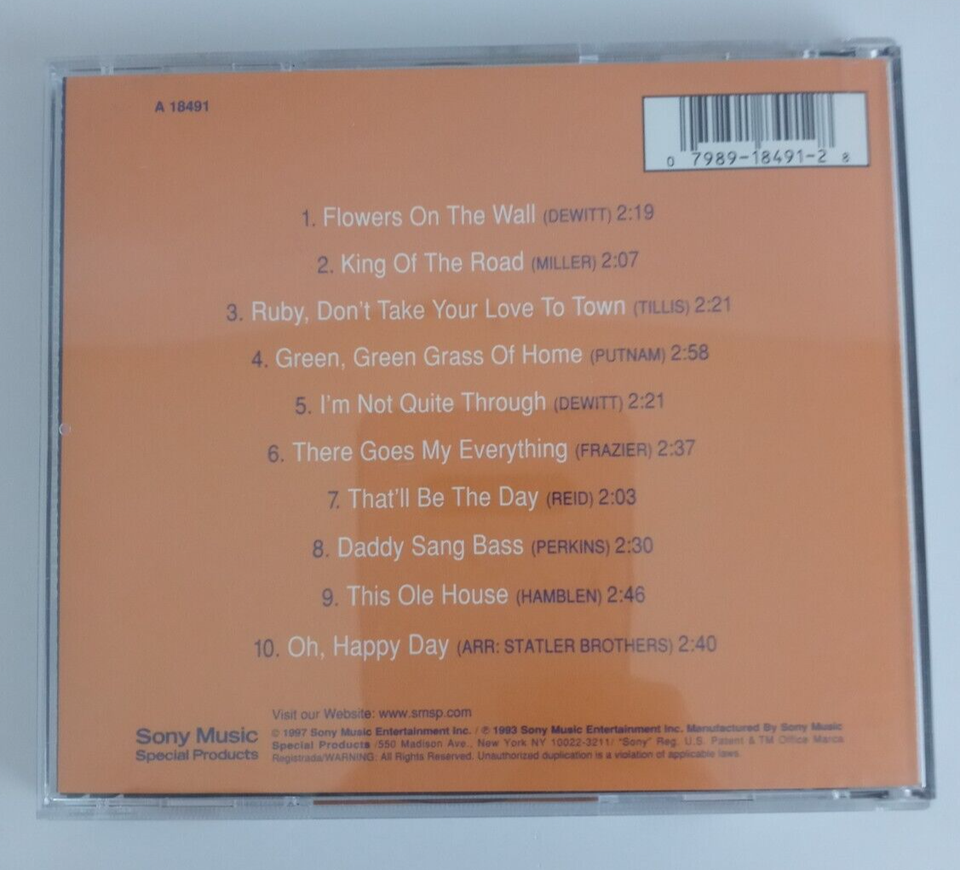 A 18491
0 7989-18491-2 8
1. Flowers On The Wall (DEWITT) 2:19
2. King Of The Road (MILLER) 2:07
3. Ruby, Don't Take Your Love To Town (TILLIS) 2:21
4. Green, Green Grass Of Home (PUTNAM) 2:58
5. I'm Not Quite Through (DEWITT) 2:21
6. There Goes My Everything (FRAZIER) 2:37
7. That'll Be The Day (REID) 2:03
8. Daddy Sang Bass (PERKINS) 2:30
9. This Ole House (HAMBLEN) 2:46
10. Oh, Happy Day (ARR: STATLER BROTHERS) 2:40
Sony Music
Special Products
Visit our Website: www.smsp.com
© 1997 Sony Music Entertainment Inc. / ℗ 1993 Sony Music Entertainment Inc. Manufactured By Sony Music
Special Products /550 Madison Ave., New York NY 10022-3211/ "Sony" Reg. U.S. Patent & TM Office Marca
Registrada/WARNING: All Rights Reserved. Unauthorized duplication is a violation of applicable laws.